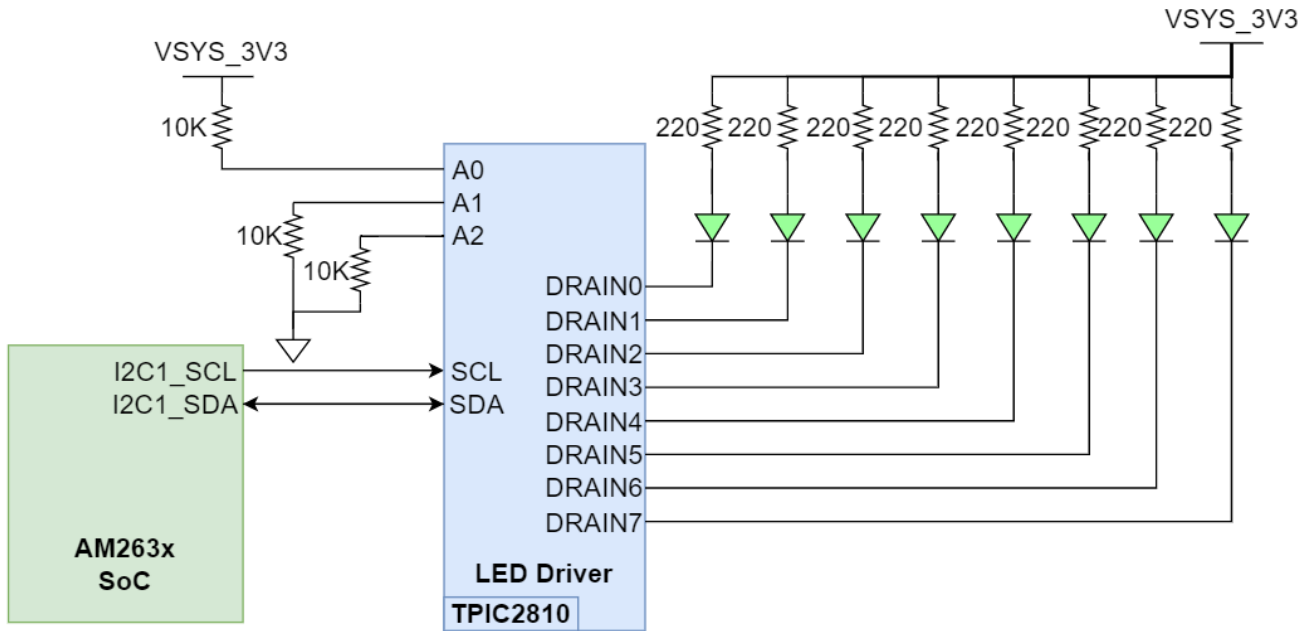 VSYS_3V3
VSYS_3V3
10K
220 220 220 220 220 220 220 220
A0
A1
10K
A2
10K
DRAIN0
DRAIN1
DRAIN2
I2C1_SCL
SCL
DRAIN3
I2C1_SDA
SDA
DRAIN4
DRAIN5
DRAIN6
DRAIN7
AM263x
SoC
LED Driver
TPIC2810